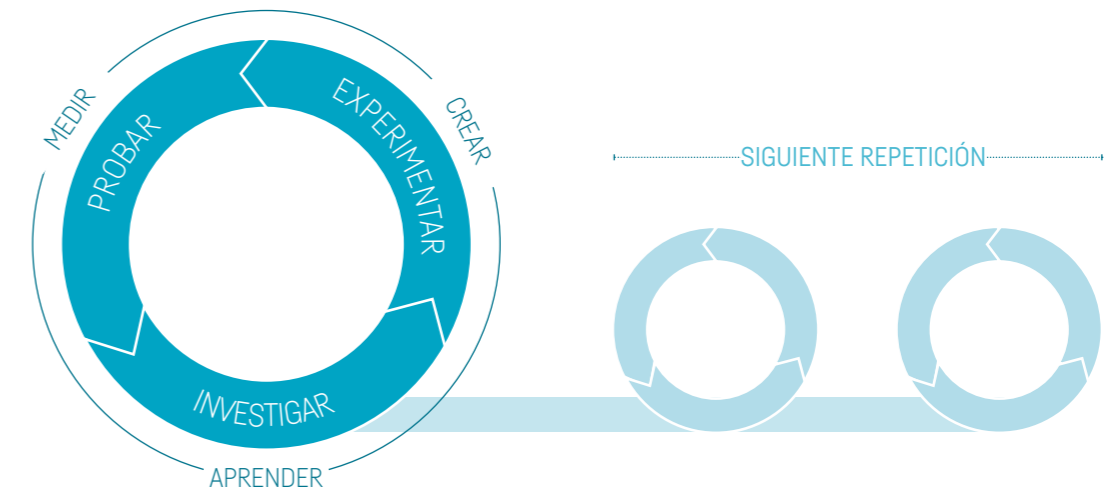 MEDIR
PROBAR
EXPERIMENTAR
CREAR
SIGUIENTE REPETICIÓN
INVESTIGAR
APRENDER